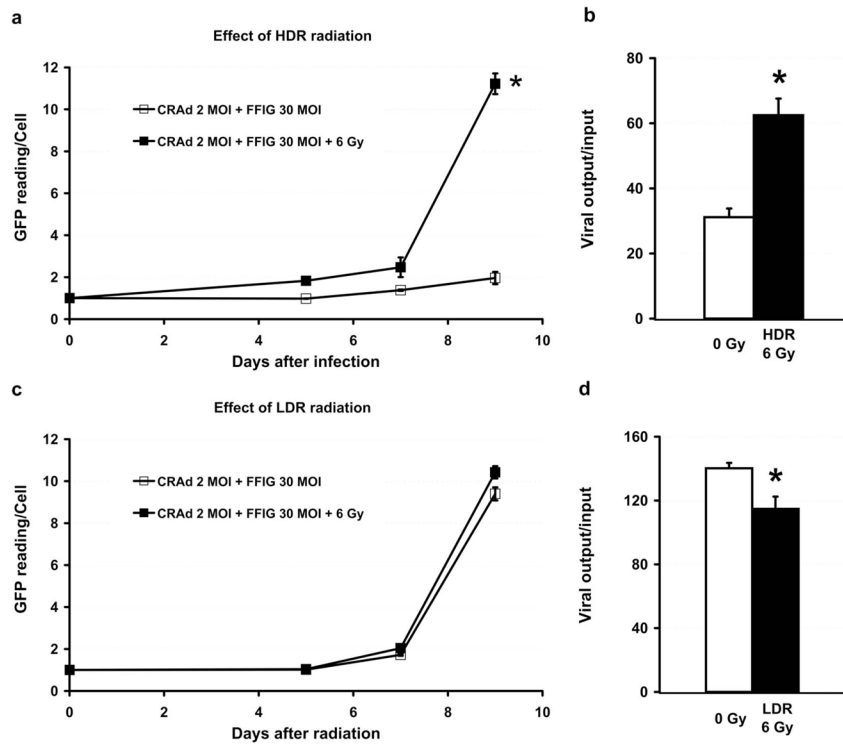 a
Effect of HDR radiation
GFP reading/Cell
12
10
8
6
4
2
0
CRAd 2 MOI + FFIG 30 MOI
CRAd 2 MOI + FFIG 30 MOI + 6 Gy
*
0 2 4 6 8 10
Days after infection
b
Viral output/input
80
60
40
20
0
*
0 Gy
HDR
6 Gy
c
Effect of LDR radiation
GFP reading/Cell
12
10
8
6
4
2
0
CRAd 2 MOI + FFIG 30 MOI
CRAd 2 MOI + FFIG 30 MOI + 6 Gy
0 2 4 6 8 10
Days after radiation
d
Viral output/input
160
120
80
40
0
*
0 Gy
LDR
6 Gy